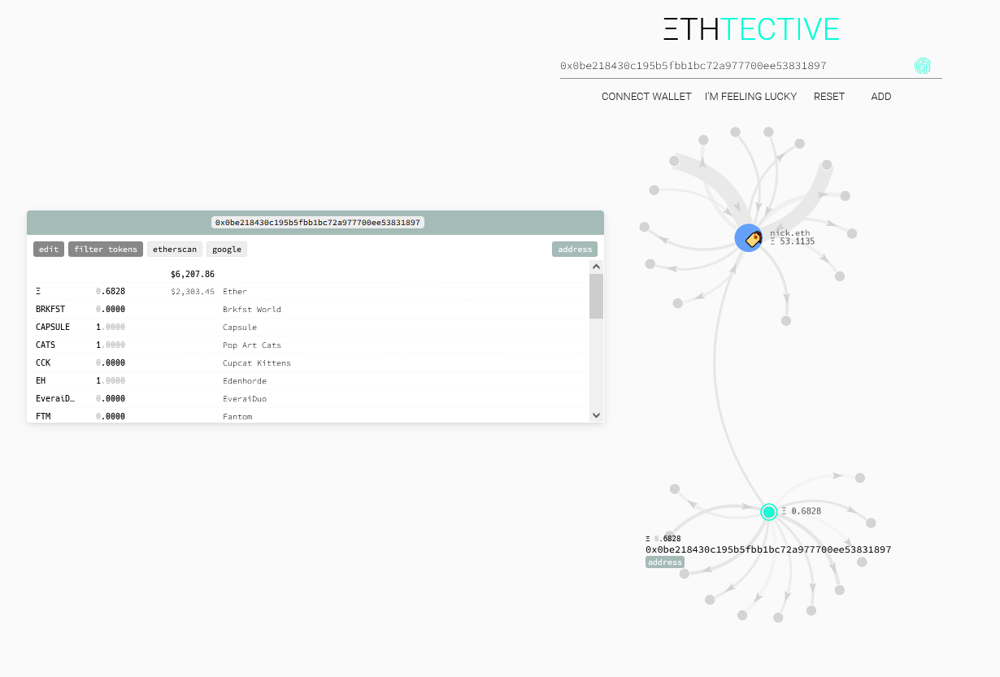 ΞTHTECTIVE
0x0be218430c195b5fbb1bc72a977700ee53831897
CONNECT WALLET I'M FEELING LUCKY RESET ADD
0x0be218430c195b5fbb1bc72a977700ee53831897
edit filter tokens etherscan google address
$6,207.86
Ξ 0.6828 $2,303.45 Ether
BRKFST 0.0000 Brkfst World
CAPSULE 1.0000 Capsule
CATS 1.0000 Pop Art Cats
CCK 0.0000 Cupcat Kittens
EH 1.0000 Edenhorde
EveraiD… 0.0000 EveraiDuo
FTM 0.0000 Fantom
nick.eth
Ξ 53.1135
Ξ 0.6828
Ξ 0.6828
0x0be218430c195b5fbb1bc72a977700ee53831897
address